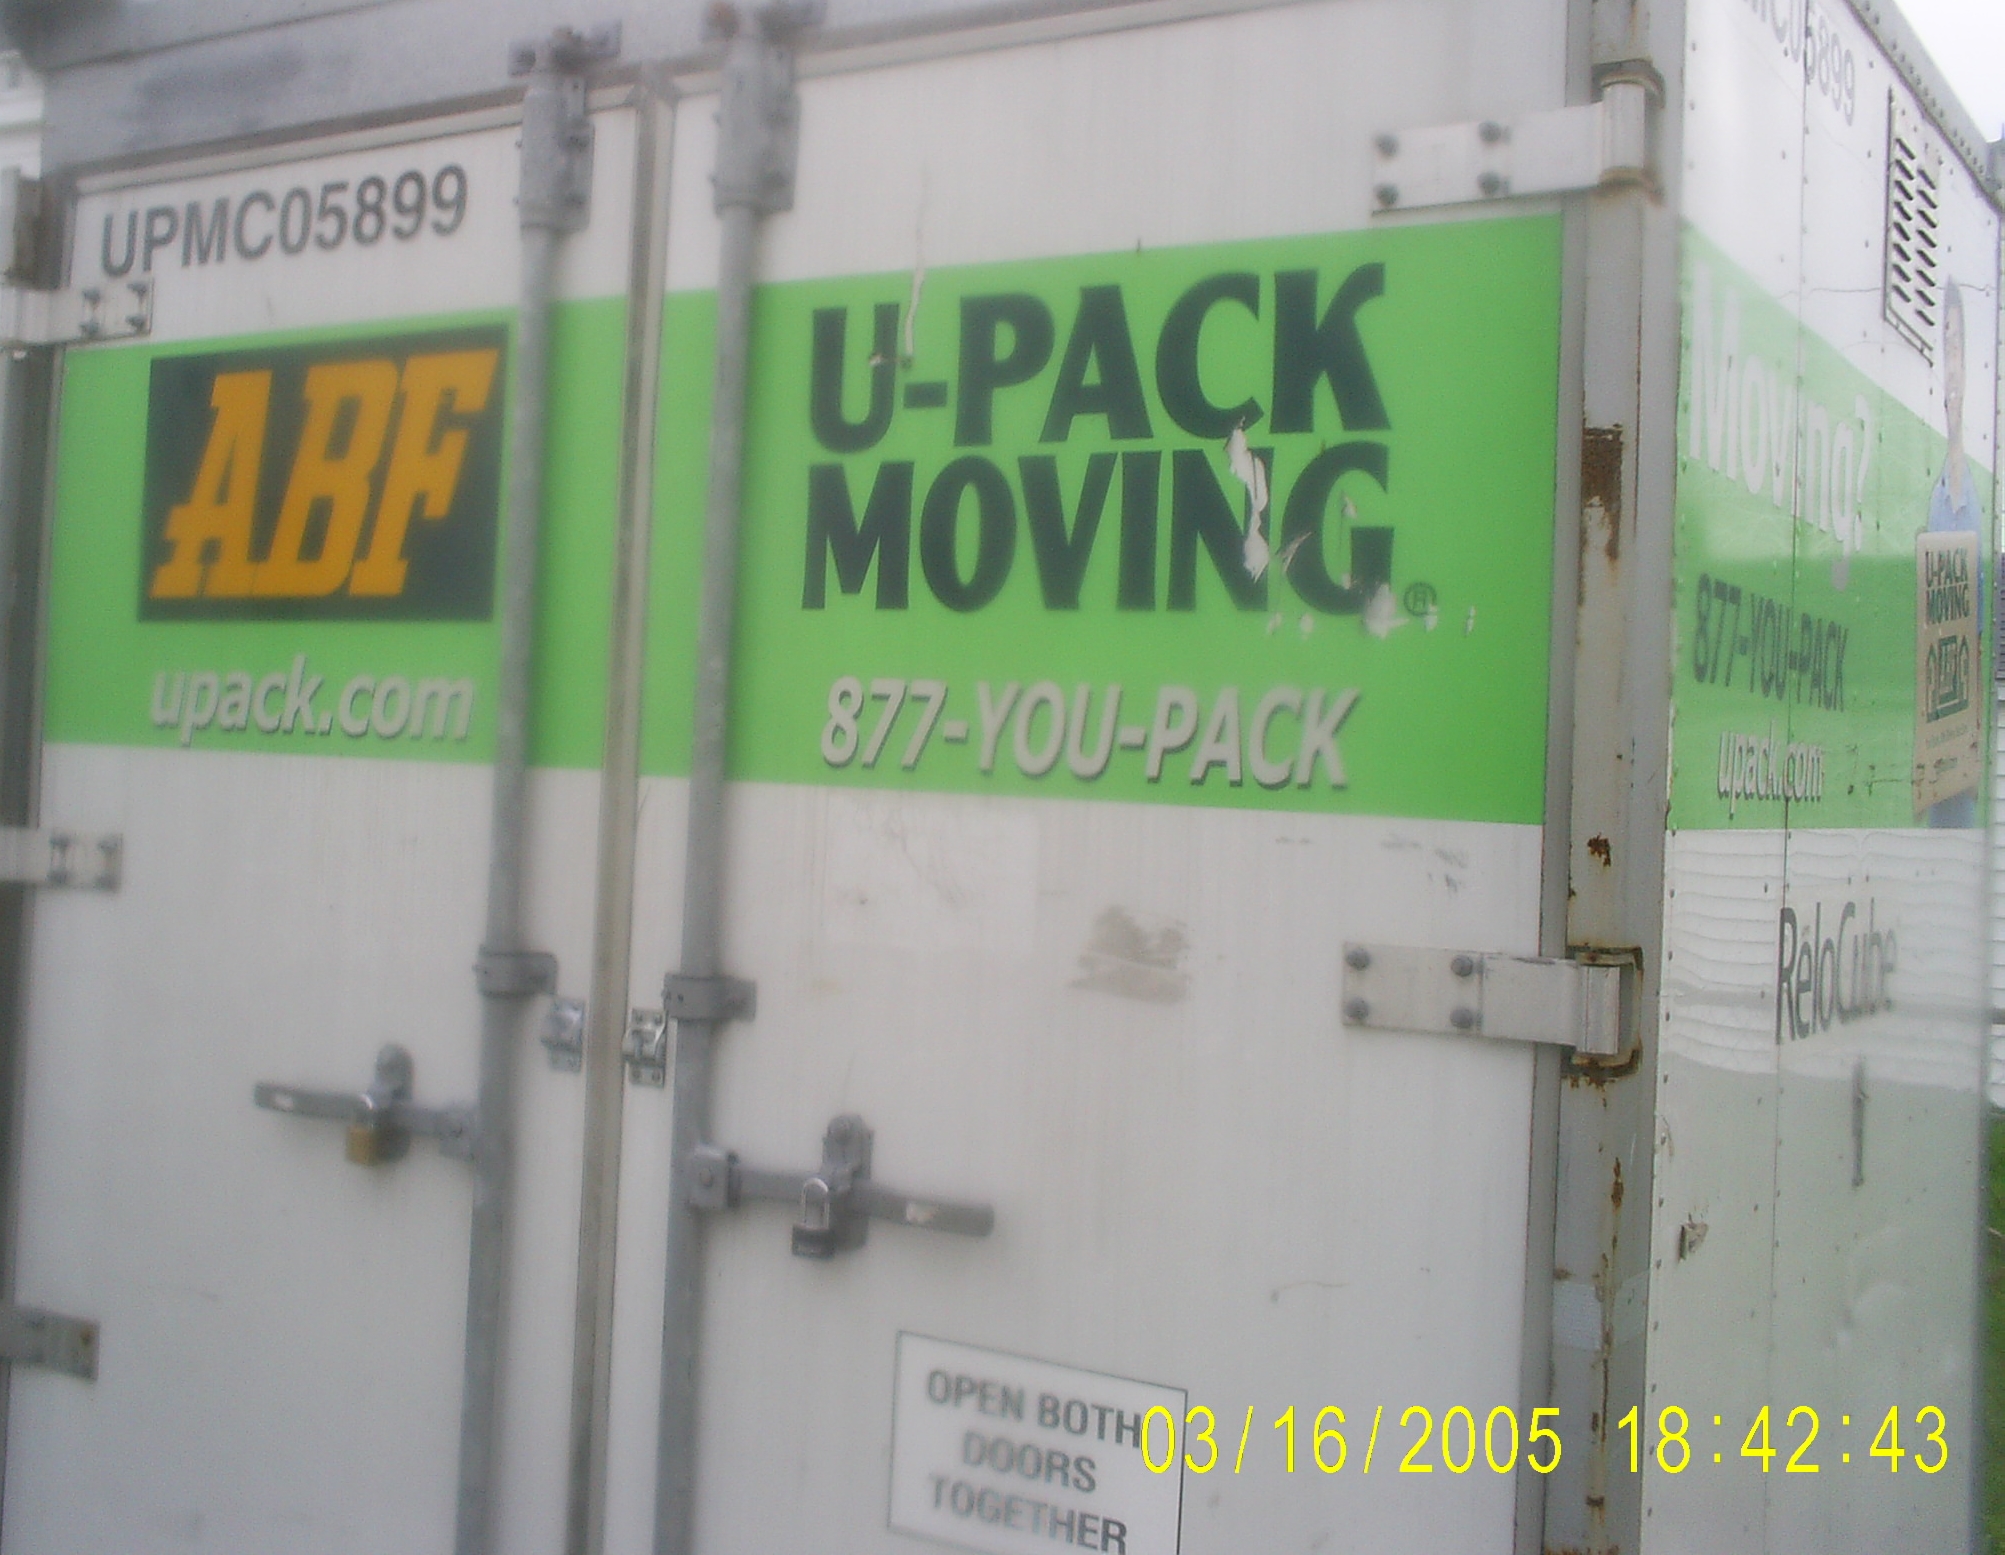 UPMC05899
ABF
upack.com
U-PACK
MOVING®
877-YOU-PACK
OPEN BOTH
DOORS
TOGETHER
05899
Moving?
877-YOU-PACK
upack.com
U-PACK
MOVING
ReloCube
03/16/2005 18:42:43